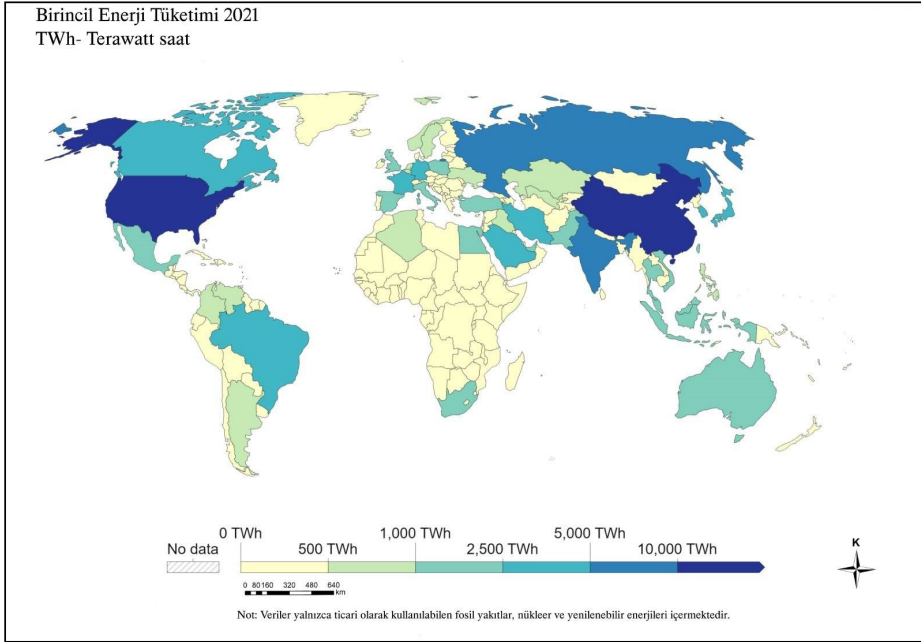 Birincil Enerji Tüketimi 2021
TWh- Terawatt saat
0 TWh
1,000 TWh
5,000 TWh
No data
500 TWh
2,500 TWh
10,000 TWh
K
0 80 160 320 480 640
km
Not: Veriler yalnızca ticari olarak kullanılabilen fosil yakıtlar, nükleer ve yenilenebilir enerjileri içermektedir.